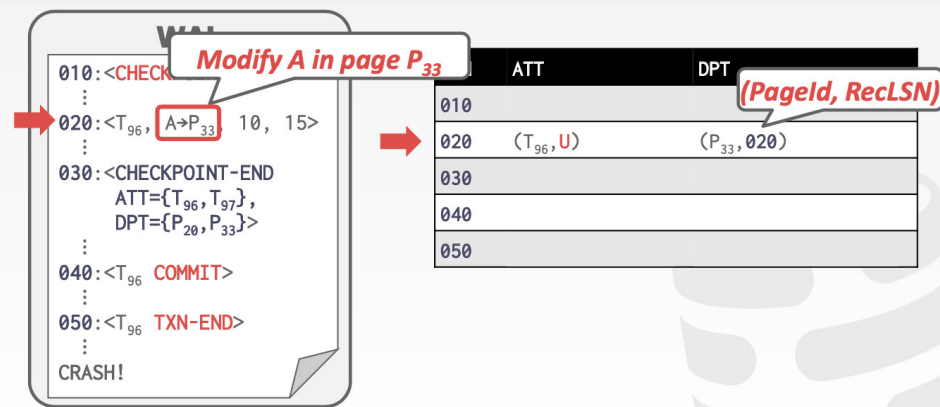 WAL
Modify A in page P33
010:<CHECK
⋮
020:<T96, A→P33, 10, 15>
⋮
030:<CHECKPOINT-END
ATT={T96,T97},
DPT={P20,P33}>
⋮
040:<T96 COMMIT>
⋮
050:<T96 TXN-END>
⋮
CRASH!
ATT DPT
(PageId, RecLSN)
010
020 (T96,U) (P33,020)
030
040
050